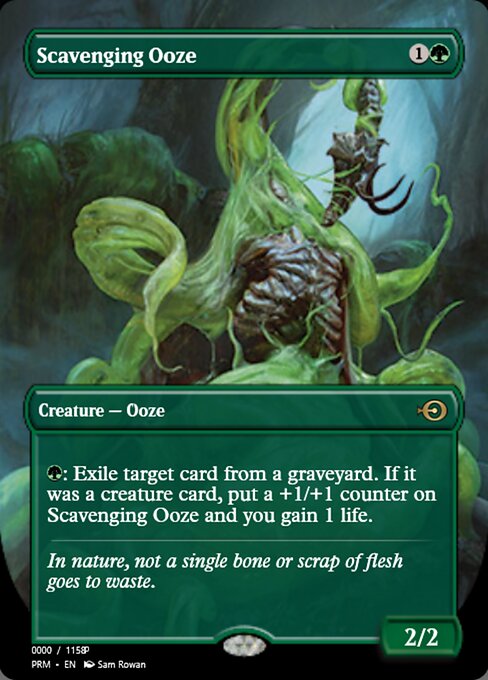 Scavenging Ooze 1
Creature — Ooze
: Exile target card from a graveyard. If it
was a creature card, put a +1/+1 counter on
Scavenging Ooze and you gain 1 life.
In nature, not a single bone or scrap of flesh
goes to waste.
2/2
0000 / 1158P
PRM • EN Sam Rowan